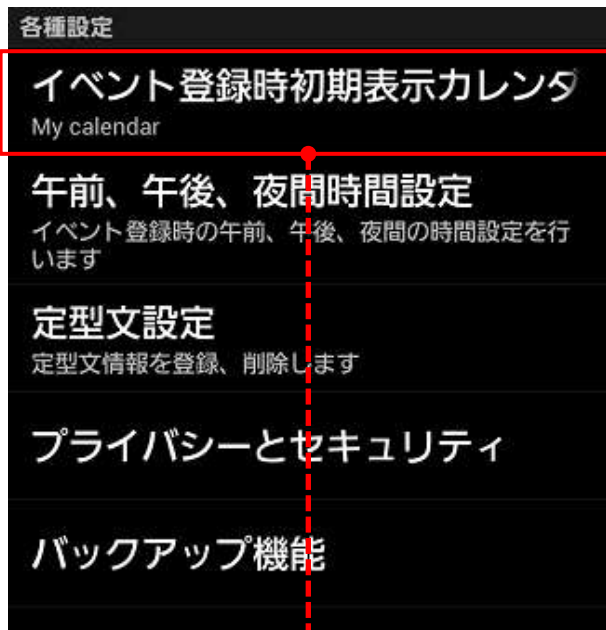 各種設定
イベント登録時初期表示カレンダ
My calendar
午前、午後、夜間時間設定
イベント登録時の午前、午後、夜間の時間設定を行
います
定型文設定
定型文情報を登録、削除します
プライバシーとセキュリティ
バックアップ機能